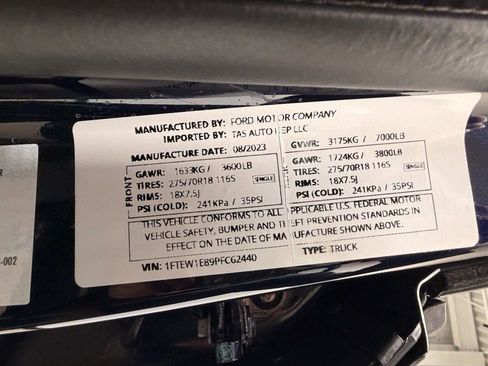 MANUFACTURED BY: FORD MOTOR COMPANY
IMPORTED BY: TAS AUTO REP LLC
MANUFACTURE DATE: 08/2023
GVWR: 3175KG / 7000LB
FRONT
GAWR: 1633KG / 3600LB
TIRES: 275/70R18 116S SINGLE
RIMS: 18X7.5J
PSI (COLD): 241KPa / 35PSI
GAWR: 1724KG / 3800LB
TIRES: 275/70R18 116S SINGLE
RIMS: 18X7.5J
PSI (COLD): 241KPa / 35PSI
THIS VEHICLE CONFORMS TO ALL APPLICABLE U.S. FEDERAL MOTOR
VEHICLE SAFETY, BUMPER AND THEFT PREVENTION STANDARDS IN
EFFECT ON THE DATE OF MANUFACTURE SHOWN ABOVE.
VIN: 1FTEW1E89PFC62440
TYPE: TRUCK
-002